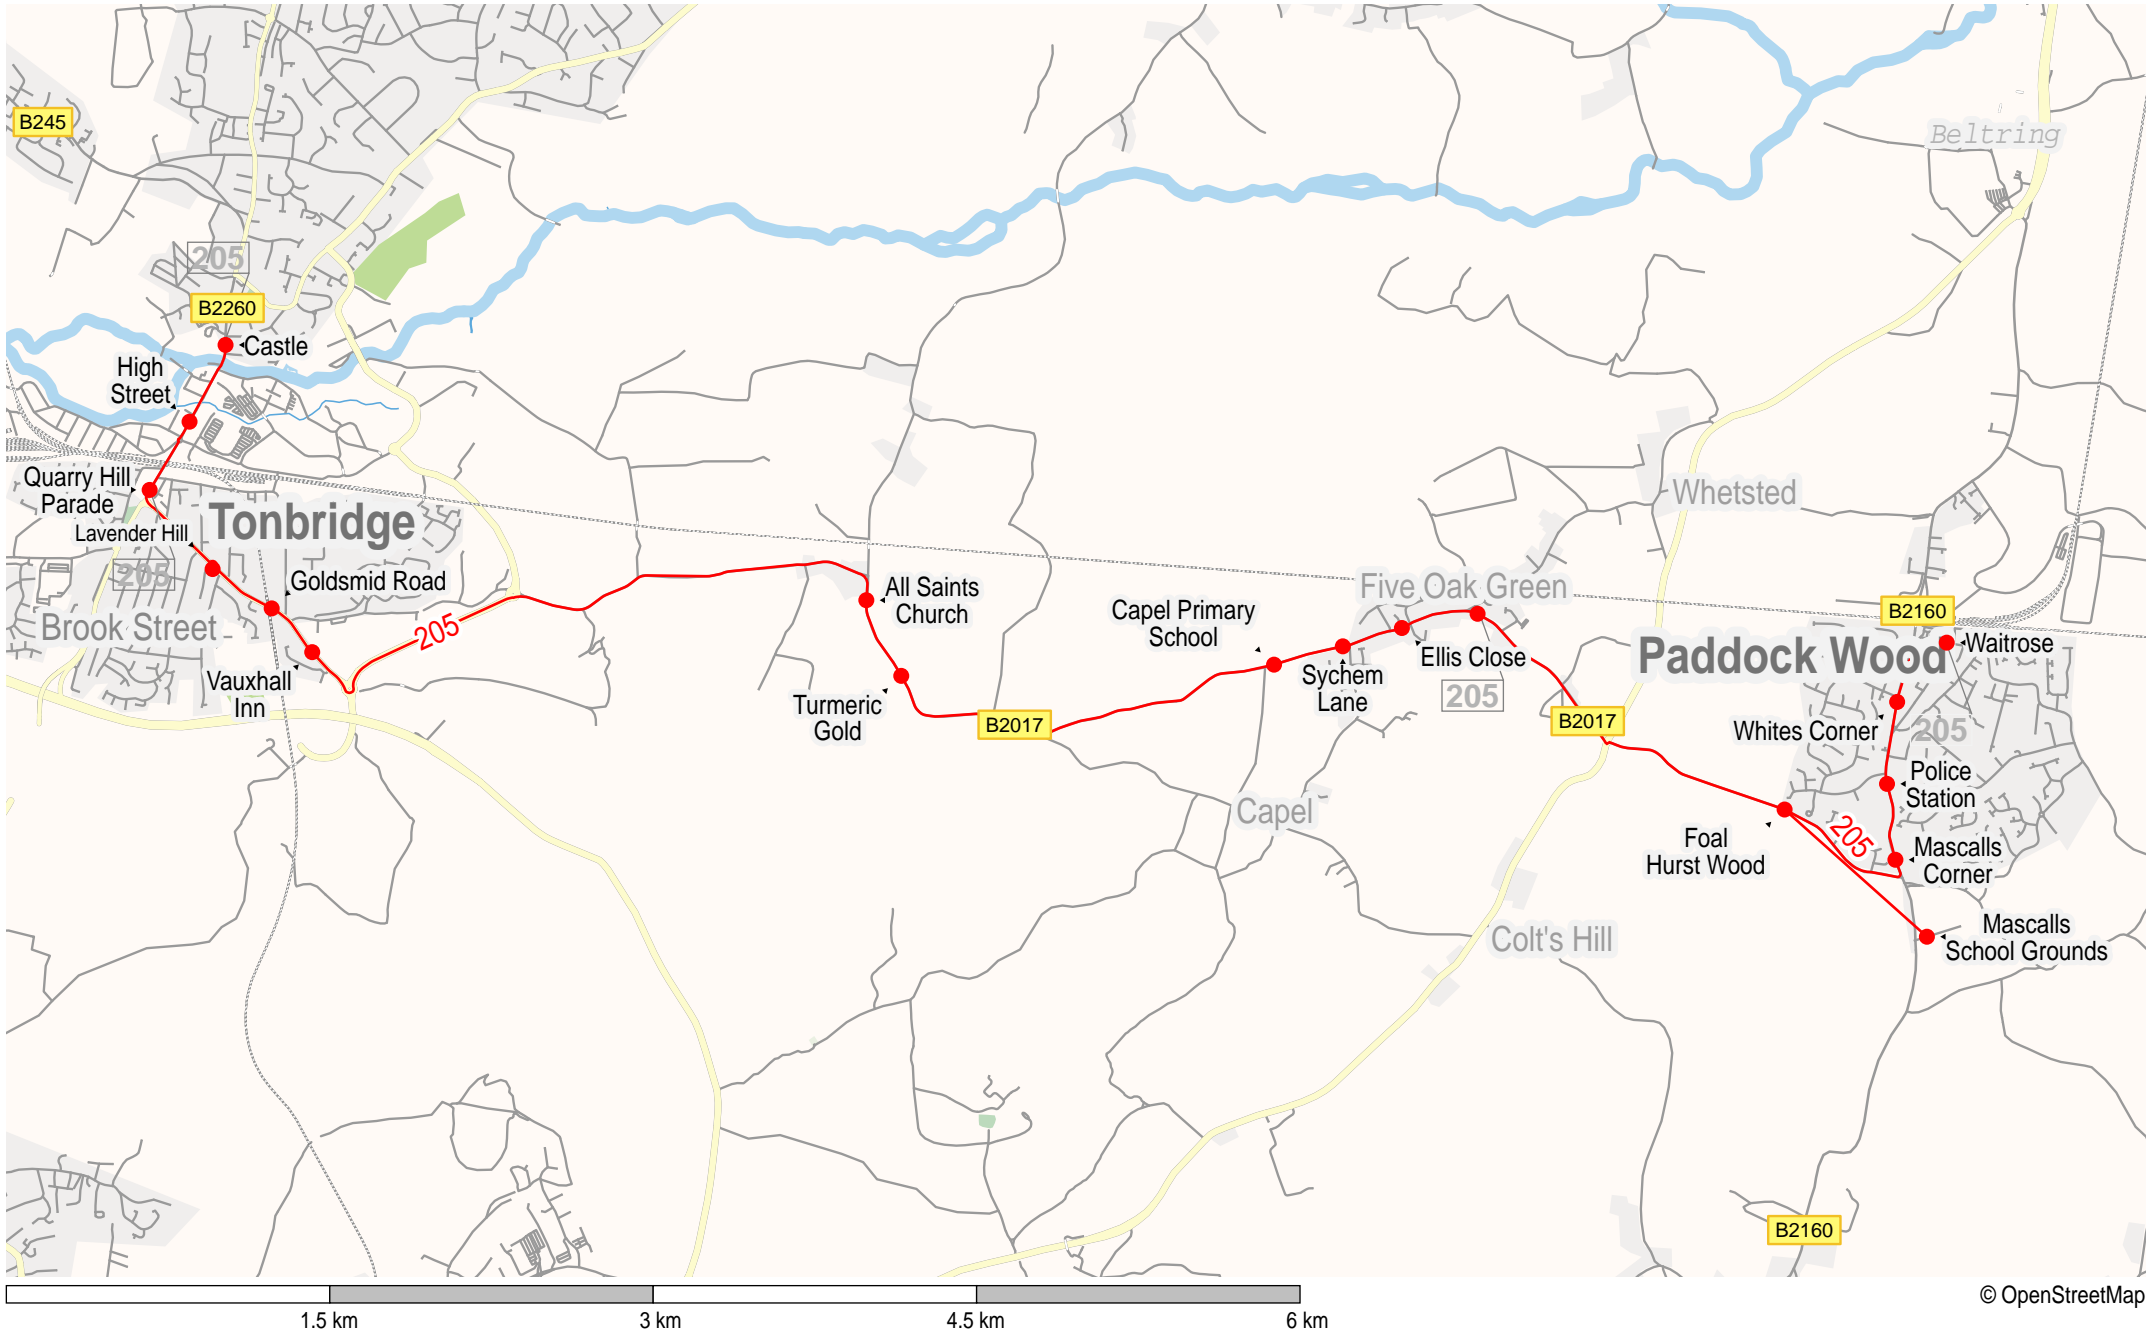 Beltring
B245
205
B2260
Castle
High
Street
Quarry Hill
Parade
Tonbridge
Lavender Hill
205
Goldsmid Road
Brook Street
205
Vauxhall
Inn
All Saints
Church
Turmeric
Gold
B2017
Capel Primary
School
Five Oak Green
Sychem
Lane
Ellis Close
205
Whetsted
B2017
B2160
Paddock Wood
Waitrose
Whites Corner
205
Police
Station
Capel
Foal
Hurst Wood
205
Mascalls
Corner
Colt's Hill
Mascalls
School Grounds
B2160
1.5 km
3 km
4.5 km
6 km
© OpenStreetMap